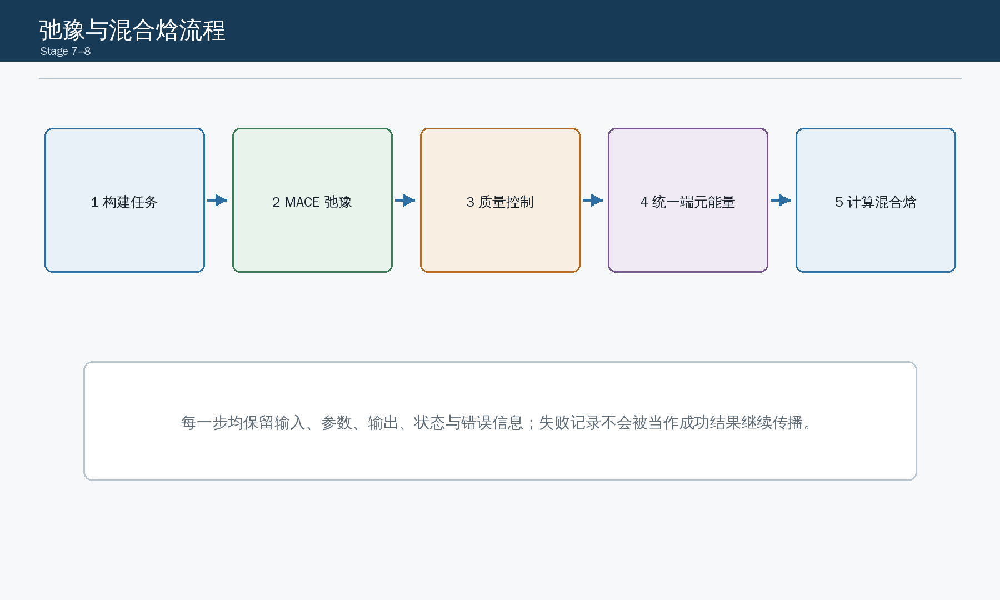 弛豫与混合焓流程
Stage 7–8
1 构建任务
2 MACE 弛豫
3 质量控制
4 统一端元能量
5 计算混合焓
每一步均保留输入、参数、输出、状态与错误信息；失败记录不会被当作成功结果继续传播。